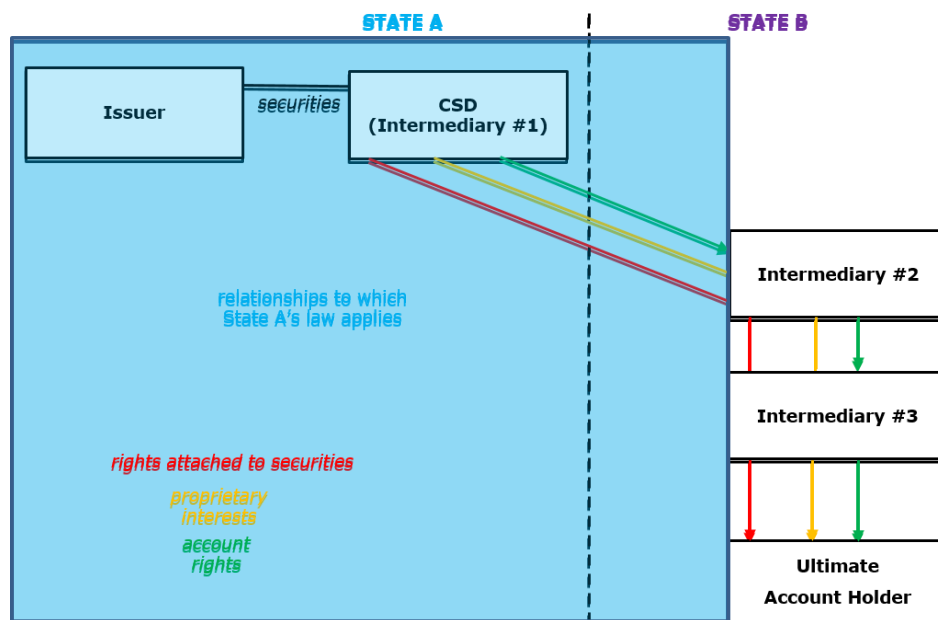 STATE A
STATE B
Issuer
securities
CSD
(Intermediary #1)
Intermediary #2
relationships to which
State A's law applies
Intermediary #3
rights attached to securities
proprietary
interests
account
rights
Ultimate
Account Holder